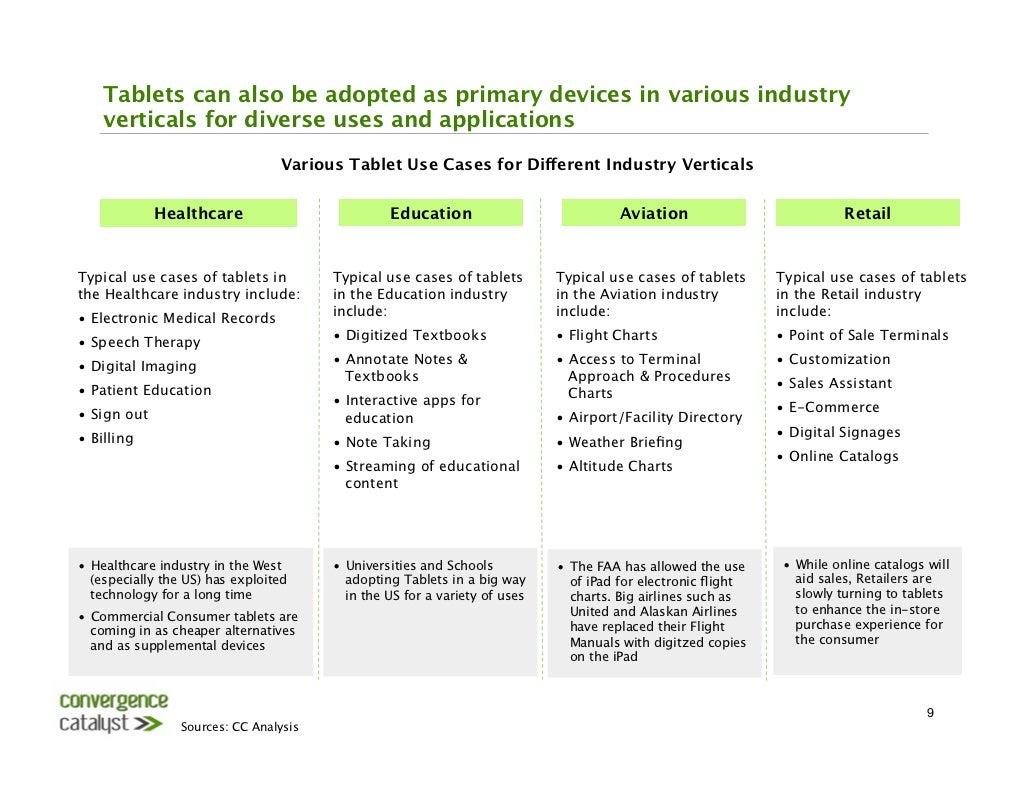 Tablets can also be adopted as primary devices in various industry
verticals for diverse uses and applications
Various Tablet Use Cases for Different Industry Verticals
Healthcare
Typical use cases of tablets in
the Healthcare industry include:
• Electronic Medical Records
• Speech Therapy
• Digital Imaging
• Patient Education
• Sign out
• Billing
• Healthcare industry in the West
(especially the US) has exploited
technology for a long time
• Commercial Consumer tablets are
coming in as cheaper alternatives
and as supplemental devices
Education
Typical use cases of tablets
in the Education industry
include:
• Digitized Textbooks
• Annotate Notes &
Textbooks
• Interactive apps for
education
• Note Taking
• Streaming of educational
content
• Universities and Schools
adopting Tablets in a big way
in the US for a variety of uses
Aviation
Typical use cases of tablets
in the Aviation industry
include:
• Flight Charts
• Access to Terminal
Approach & Procedures
Charts
• Airport/Facility Directory
• Weather Briefing
• Altitude Charts
• The FAA has allowed the use
of iPad for electronic flight
charts. Big airlines such as
United and Alaskan Airlines
have replaced their Flight
Manuals with digitzed copies
on the iPad
Retail
Typical use cases of tablets
in the Retail industry
include:
• Point of Sale Terminals
• Customization
• Sales Assistant
• E-Commerce
• Digital Signages
• Online Catalogs
• While online catalogs will
aid sales, Retailers are
slowly turning to tablets
to enhance the in-store
purchase experience for
the consumer
convergence
catalyst
Sources: CC Analysis
9